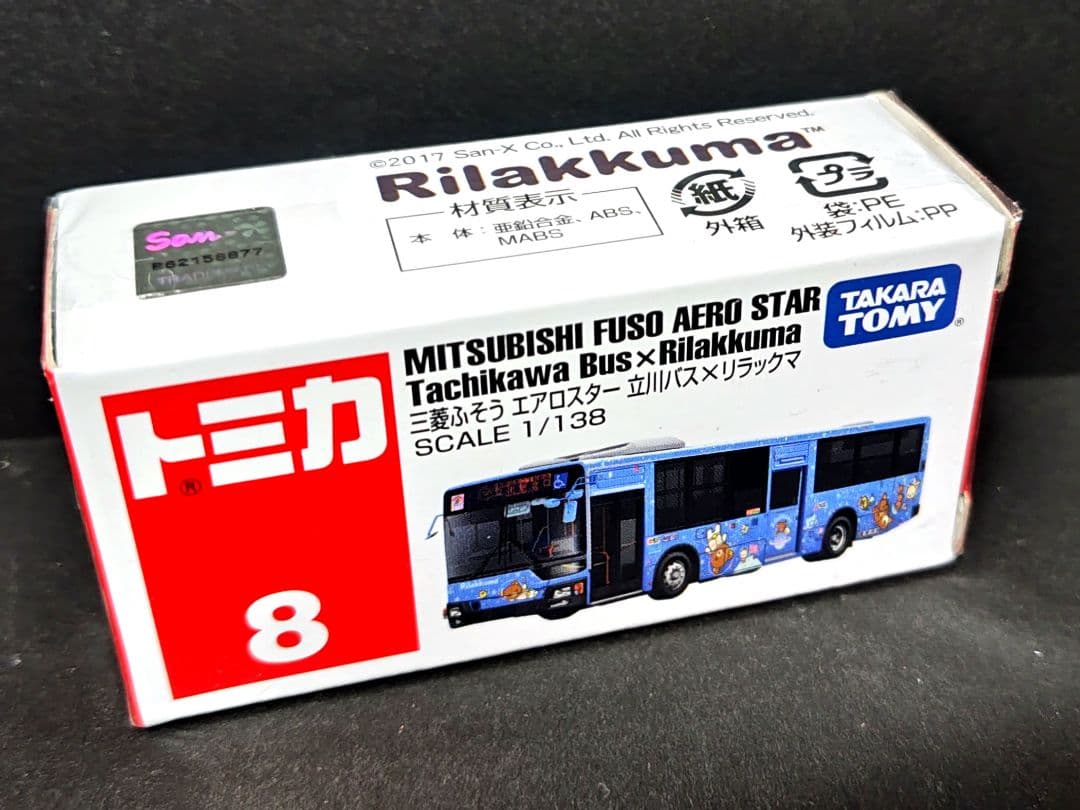 ©2017 San-X Co., Ltd. All Rights Reserved.
Rilakkuma™
材質表示
本 体:亜鉛合金、ABS、
MABS
紙
外箱
プラ
袋:PE
外装フィルム:PP
San-X
R62156877
MITSUBISHI FUSO AERO STAR
Tachikawa Bus×Rilakkuma
三菱ふそう エアロスター 立川バス×リラックマ
SCALE 1/138
TAKARA
TOMY®
トミカ®
8
Rilakkuma